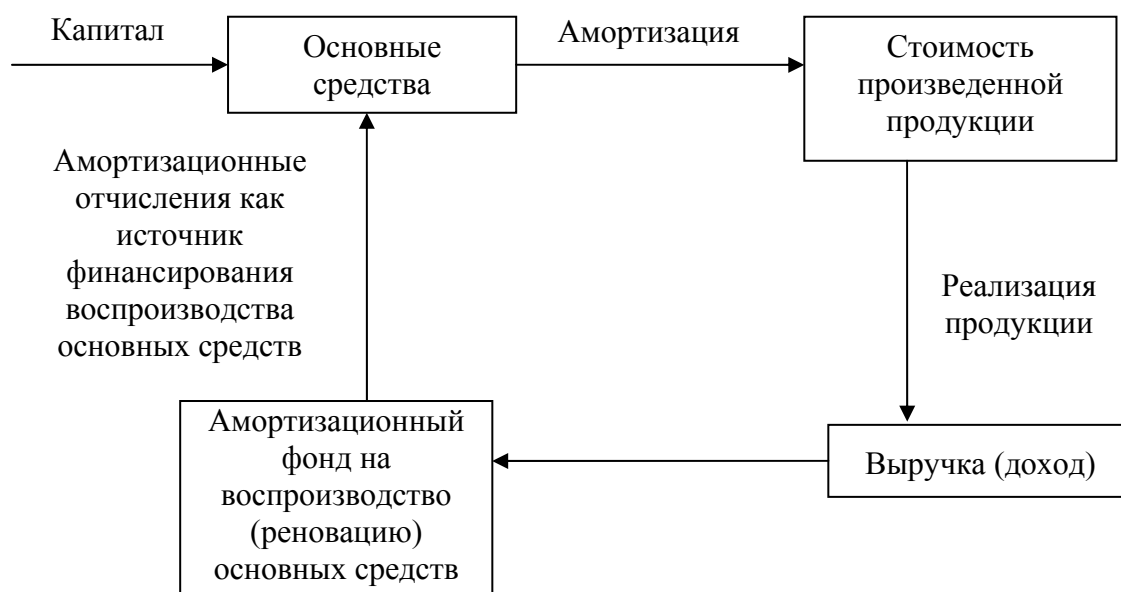 Капитал
Основные
средства
Амортизация
Стоимость
произведенной
продукции
Амортизационные
отчисления как
источник
финансирования
воспроизводства
основных средств
Реализация
продукции
Амортизационный
фонд на
воспроизводство
(реновацию)
основных средств
Выручка (доход)